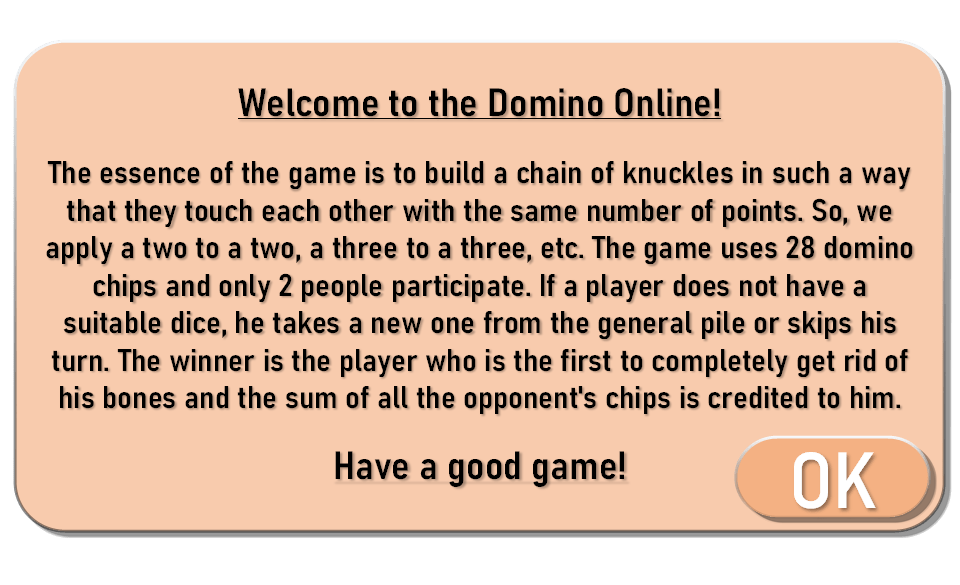 Welcome to the Domino Online!
The essence of the game is to build a chain of knuckles in such a way
that they touch each other with the same number of points. So, we
apply a two to a two, a three to a three, etc. The game uses 28 domino
chips and only 2 people participate. If a player does not have a
suitable dice, he takes a new one from the general pile or skips his
turn. The winner is the player who is the first to completely get rid of
his bones and the sum of all the opponent's chips is credited to him.
Have a good game!
OK